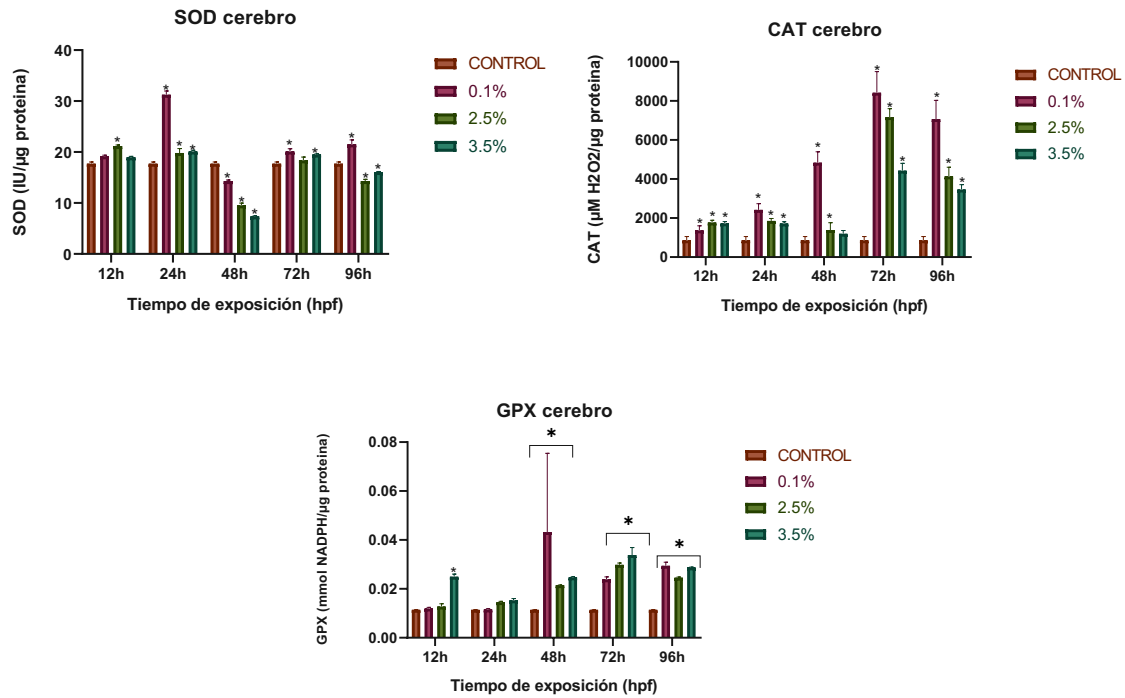 SOD cerebro
SOD (IU/µg proteina)
40
30
20
10
0
* * * * * * * * * * * * *
12h 24h 48h 72h 96h
Tiempo de exposición (hpf)
CONTROL
0.1%
2.5%
3.5%
CAT cerebro
CAT (µM H2O2/µg proteina)
10000
8000
6000
4000
2000
0
* * * * * * * * * * * * * *
12h 24h 48h 72h 96h
Tiempo de exposición (hpf)
CONTROL
0.1%
2.5%
3.5%
GPX cerebro
GPX (mmol NADPH/µg proteina)
0.08
0.06
0.04
0.02
0.00
* * * *
12h 24h 48h 72h 96h
Tiempo de exposición (hpf)
CONTROL
0.1%
2.5%
3.5%